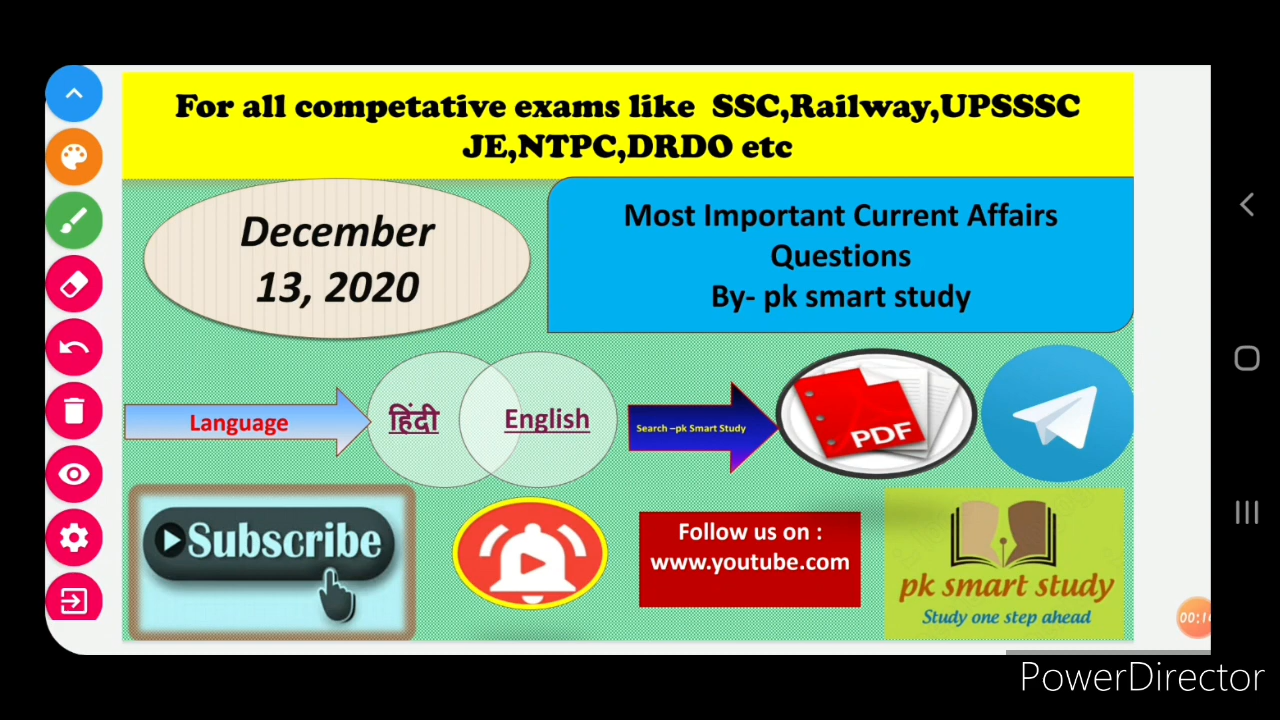 For all competative exams like SSC,Railway,UPSSSC
JE,NTPC,DRDO etc
December
13, 2020
Most Important Current Affairs
Questions
By- pk smart study
Language
हिंदी
English
Search –pk Smart Study
PDF
Subscribe
Follow us on :
www.youtube.com
pk smart study
Study one step ahead
PowerDirector